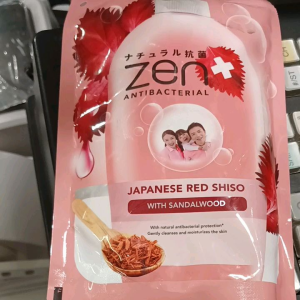 ナチュラル抗菌
zen
ANTIBACTERIAL
JAPANESE RED SHISO
WITH SANDALWOOD
With natural antibacterial protection*
Gently cleanses and moisturizes the skin